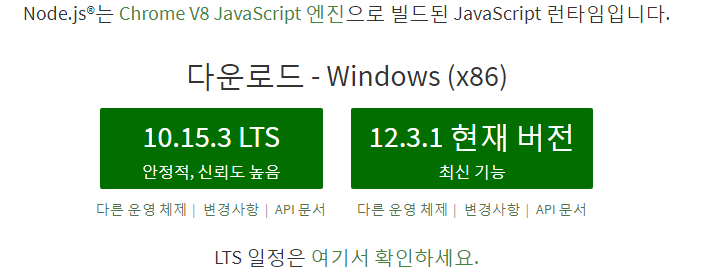 Node.js®는 Chrome V8 JavaScript 엔진으로 빌드된 JavaScript 런타임입니다.
다운로드 - Windows (x86)
10.15.3 LTS
안정적, 신뢰도 높음
12.3.1 현재 버전
최신 기능
다른 운영 체제 | 변경사항 | API 문서
다른 운영 체제 | 변경사항 | API 문서
LTS 일정은 여기서 확인하세요.